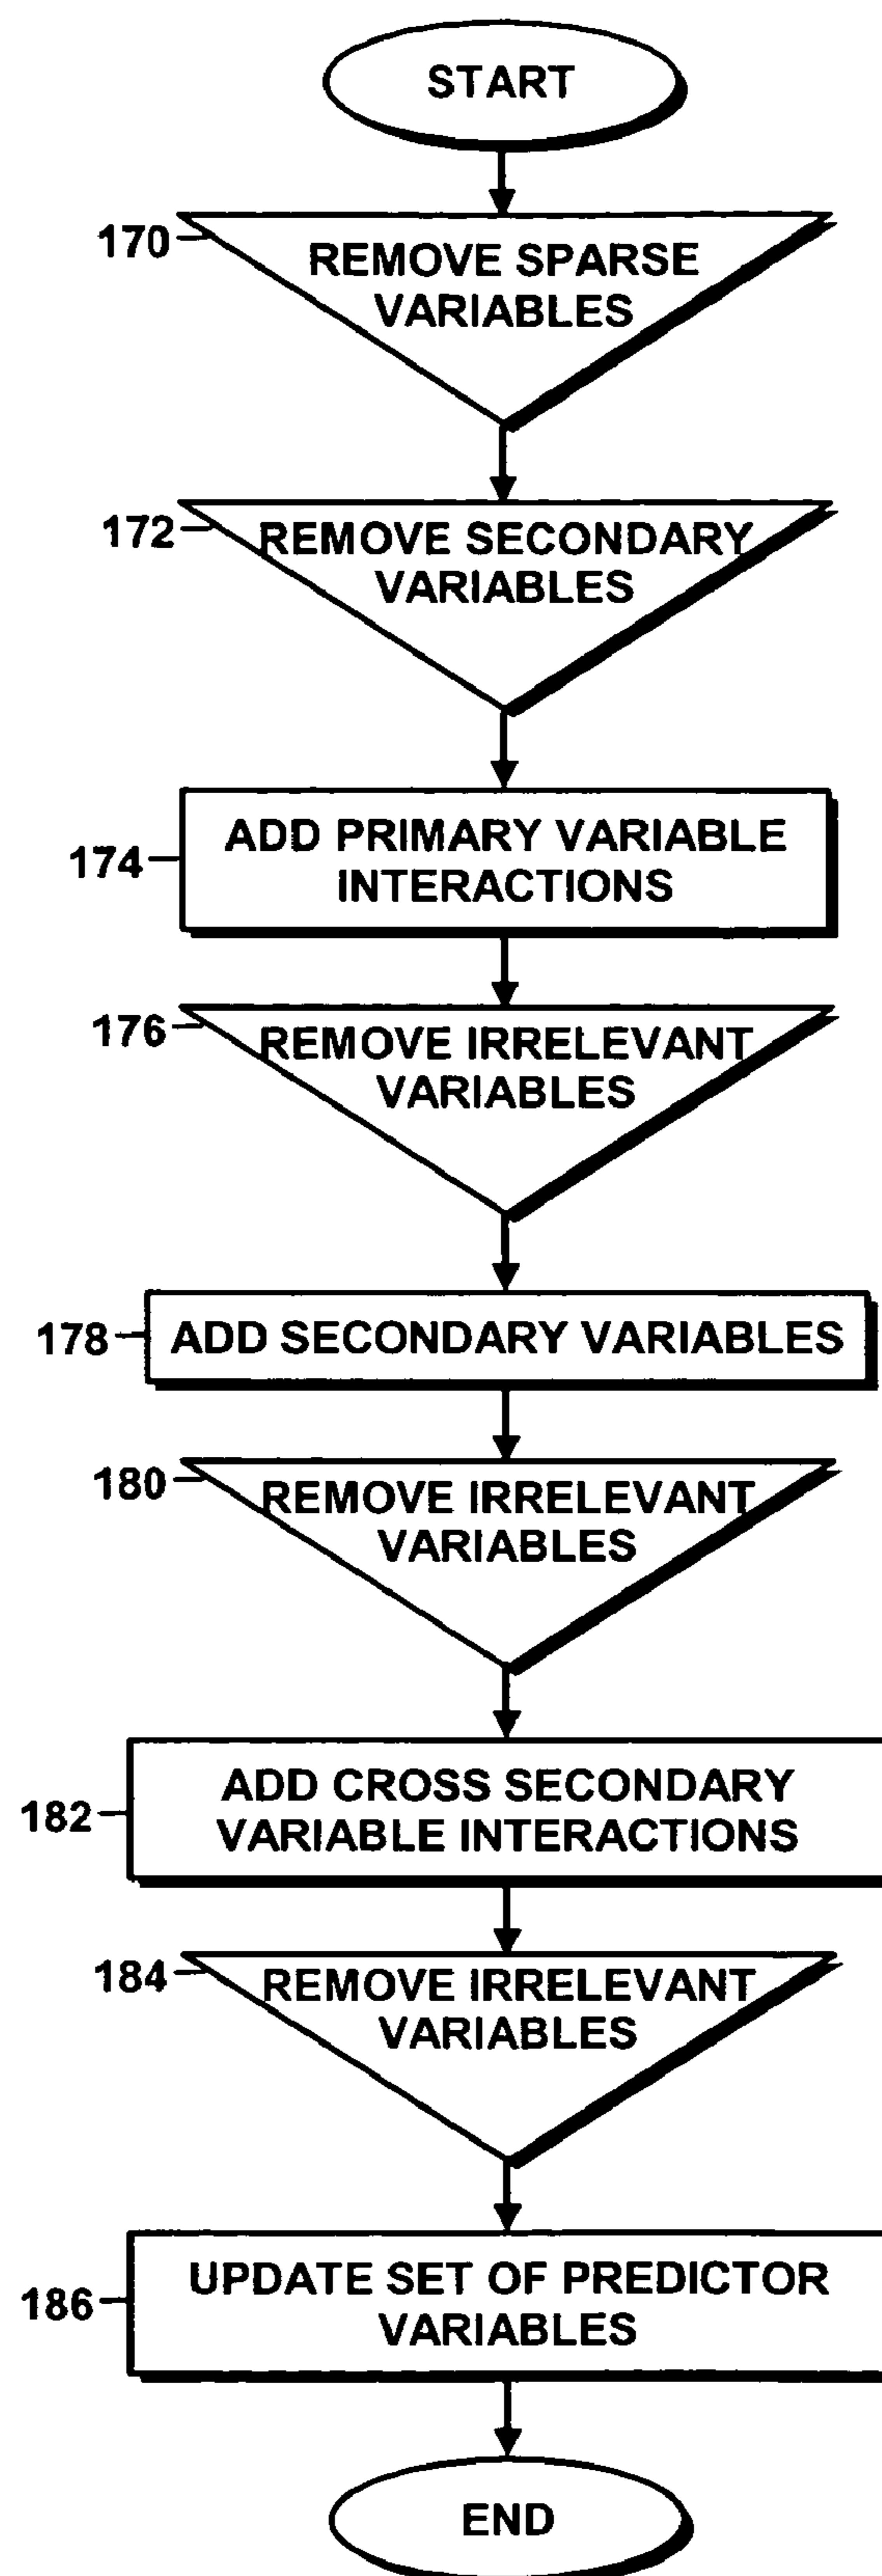 START
170
REMOVE SPARSE
VARIABLES
172
REMOVE SECONDARY
VARIABLES
174
ADD PRIMARY VARIABLE
INTERACTIONS
176
REMOVE IRRELEVANT
VARIABLES
178
ADD SECONDARY VARIABLES
180
REMOVE IRRELEVANT
VARIABLES
182
ADD CROSS SECONDARY
VARIABLE INTERACTIONS
184
REMOVE IRRELEVANT
VARIABLES
186
UPDATE SET OF PREDICTOR
VARIABLES
END